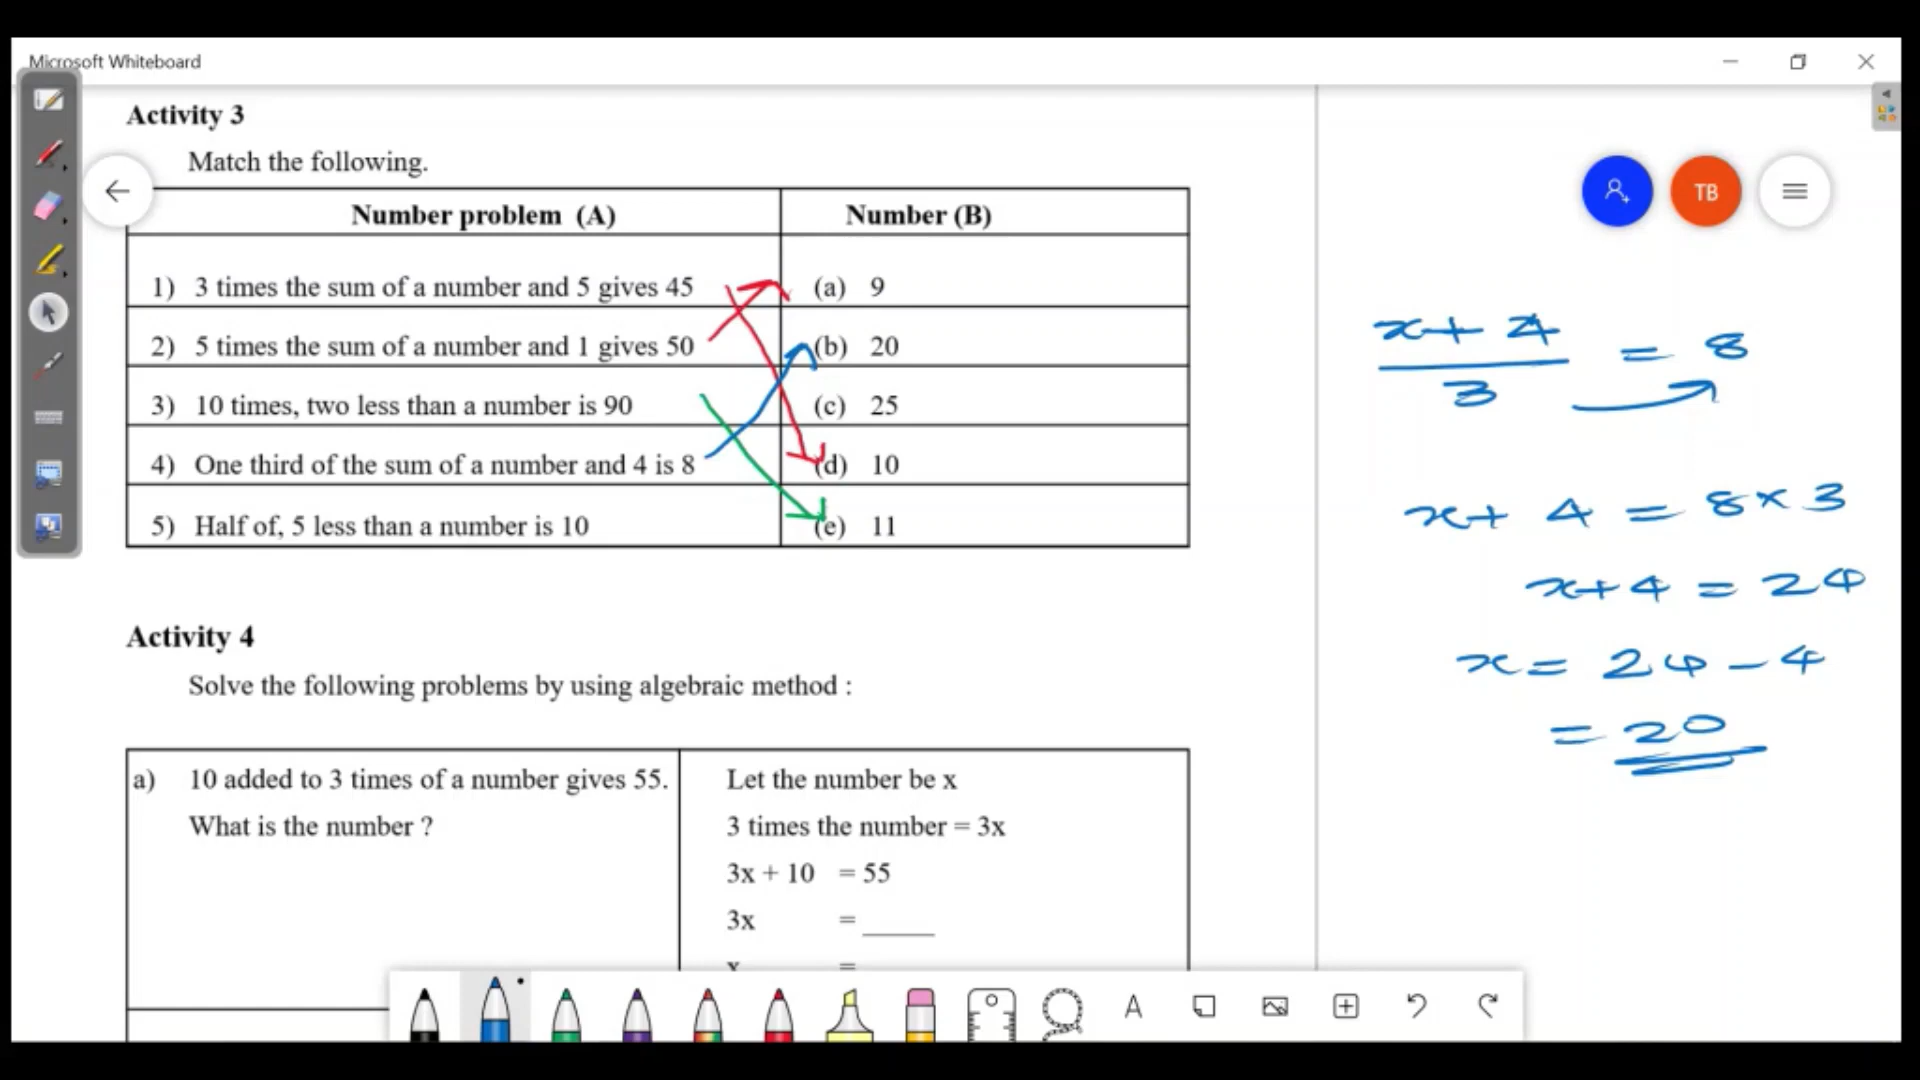 Microsoft Whiteboard
Activity 3
Match the following.
Number problem (A) Number (B)
1) 3 times the sum of a number and 5 gives 45 (a) 9
2) 5 times the sum of a number and 1 gives 50 (b) 20
3) 10 times, two less than a number is 90 (c) 25
4) One third of the sum of a number and 4 is 8 (d) 10
5) Half of, 5 less than a number is 10 (e) 11
Activity 4
Solve the following problems by using algebraic method :
a) 10 added to 3 times of a number gives 55.
What is the number ?
Let the number be x
3 times the number = 3x
3x + 10 = 55
3x = _____
x =
TB
x + 4
3
= 8
x + 4 = 8 × 3
x + 4 = 24
x = 24 - 4
= 20
A